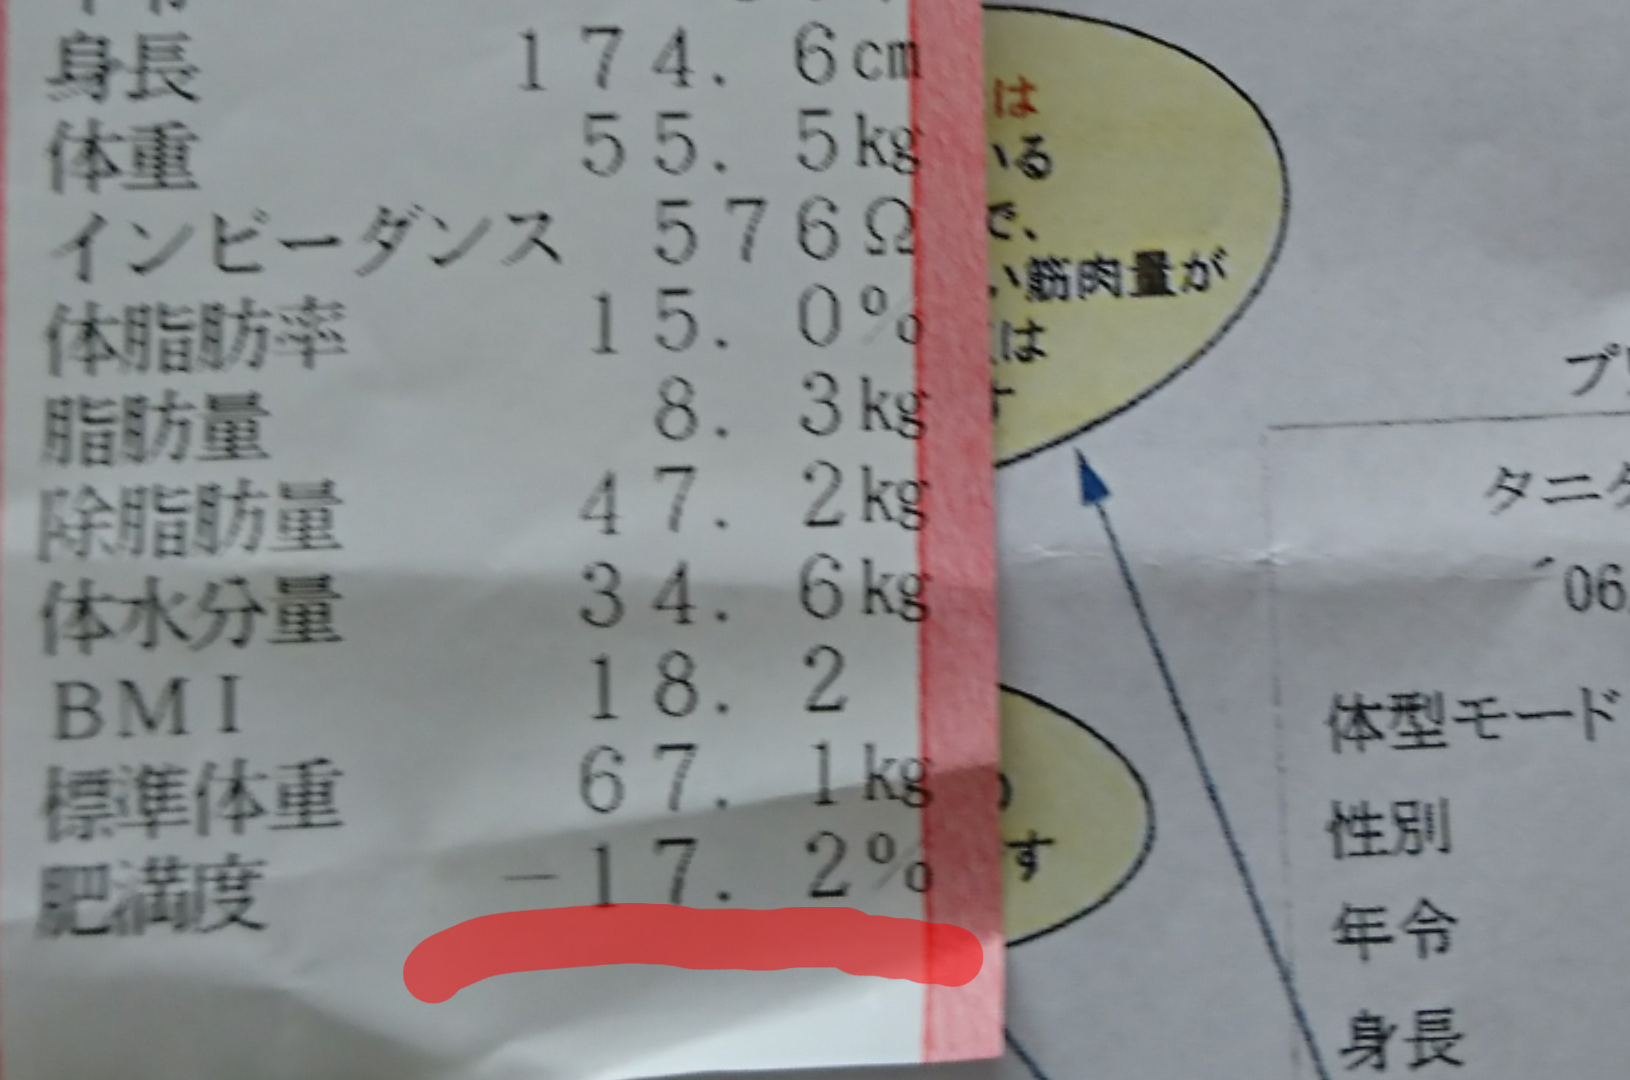 身長 174.6cm
体重 55.5kg
インピーダンス 576Ω
体脂肪率 15.0%
脂肪量 8.3kg
除脂肪量 47.2kg
体水分量 34.6kg
BMI 18.2
標準体重 67.1kg
肥満度 -17.2%
は
いる
で、
い筋肉量が
は
す
す
プ
タニタ
´06
体型モード
性別
年令
身長